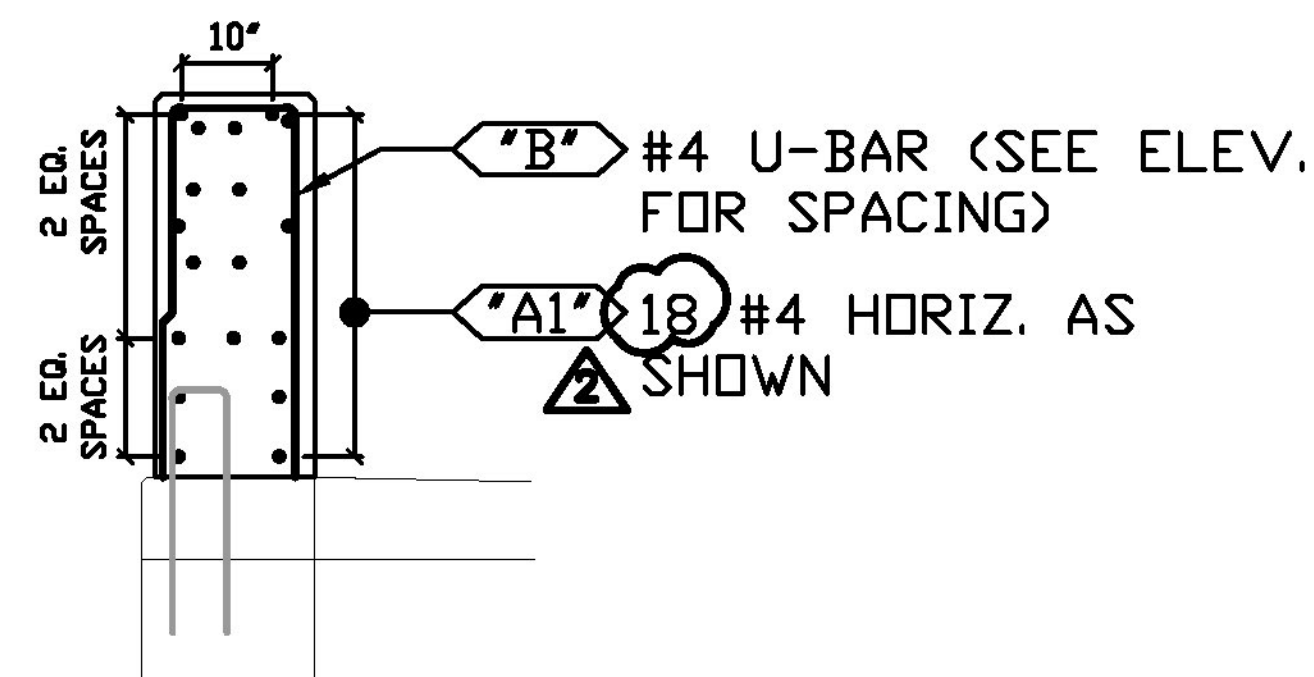 10"
2 EQ.
SPACES
"B" #4 U-BAR (SEE ELEV.
FOR SPACING)
"A1" 18 #4 HORIZ. AS
SHOWN
2
2 EQ.
SPACES